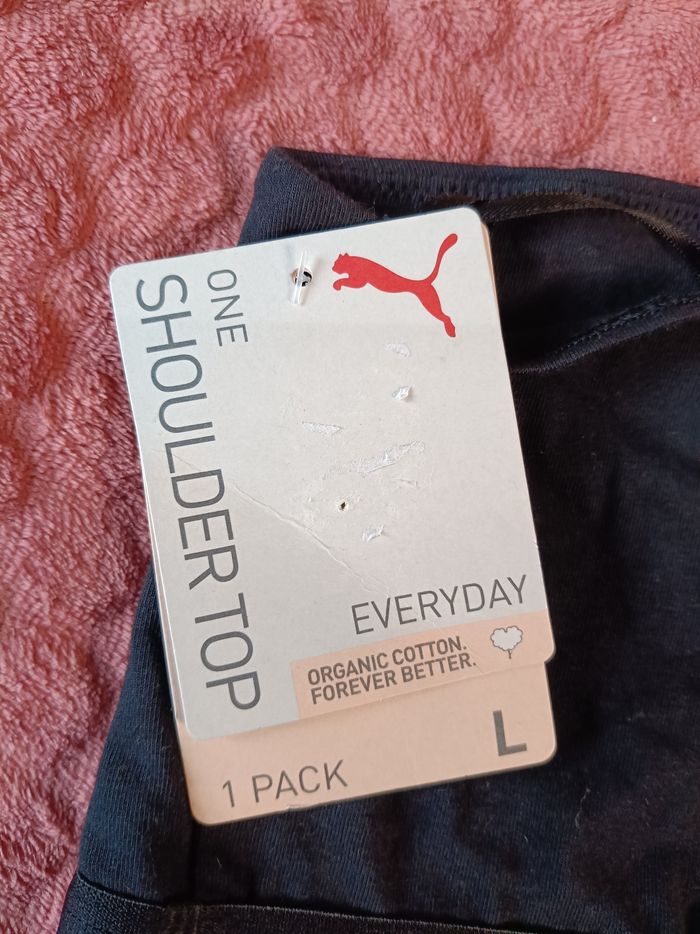 ONE
SHOULDER TOP
EVERYDAY
ORGANIC COTTON.
FOREVER BETTER.
1 PACK
L